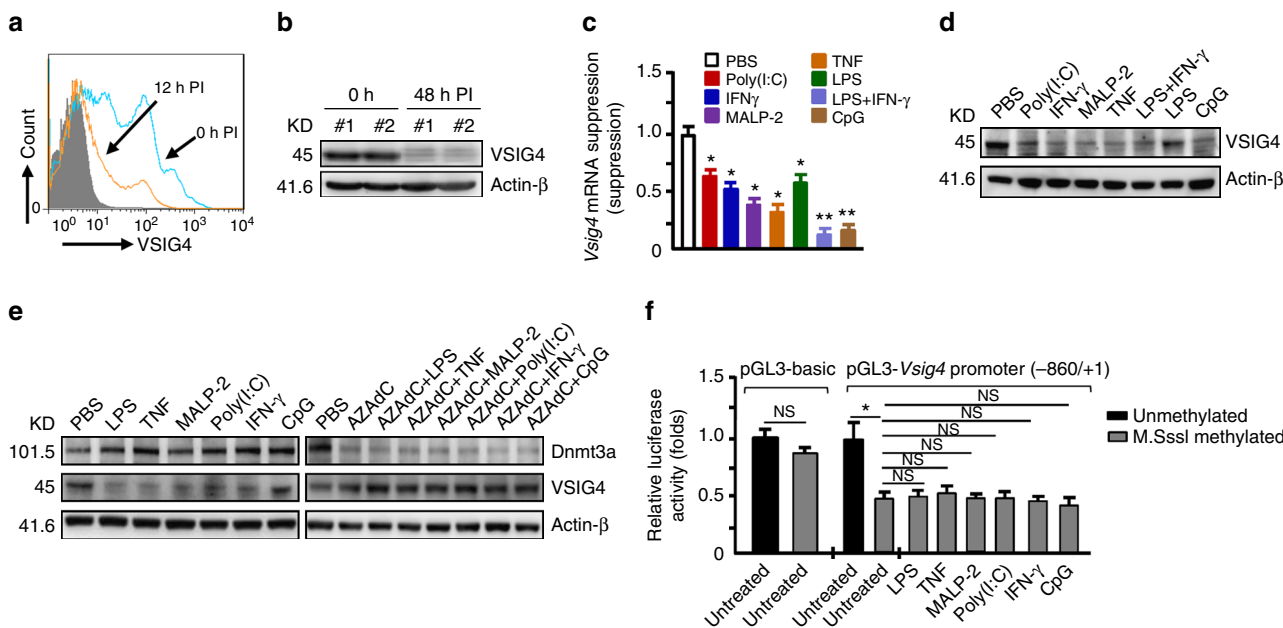 a
Count
12 h PI
0 h PI
0
10⁰ 10¹ 10² 10³ 10⁴
VSIG4
b
0 h 48 h PI
KD #1 #2 #1 #2
45 VSIG4
41.6 Actin-β
c
Vsig4 mRNA suppression
(suppression)
1.0
0.5
0
PBS
Poly(I:C)
IFNγ
MALP-2
TNF
LPS
LPS+IFN-γ
CpG
* * * * * ** **
d
PBS Poly(I:C) IFN-γ MALP-2 TNF LPS+IFN-γ LPS CpG
KD
45 VSIG4
41.6 Actin-β
e
KD PBS LPS TNF MALP-2 Poly(I:C) IFN-γ CpG PBS AZAdC AZAdC+LPS AZAdC+TNF AZAdC+MALP-2 AZAdC+Poly(I:C) AZAdC+IFN-γ AZAdC+CpG
101.5 Dnmt3a
45 VSIG4
41.6 Actin-β
f
pGL3-basic pGL3-Vsig4 promoter (−860/+1)
Relative luciferase
activity (folds)
1.5
1.0
0.5
0
NS
*
NS
NS
NS
NS
NS
NS
Unmethylated
M.SssI methylated
Untreated Untreated Untreated Untreated LPS TNF MALP-2 Poly(I:C) IFN-γ CpG